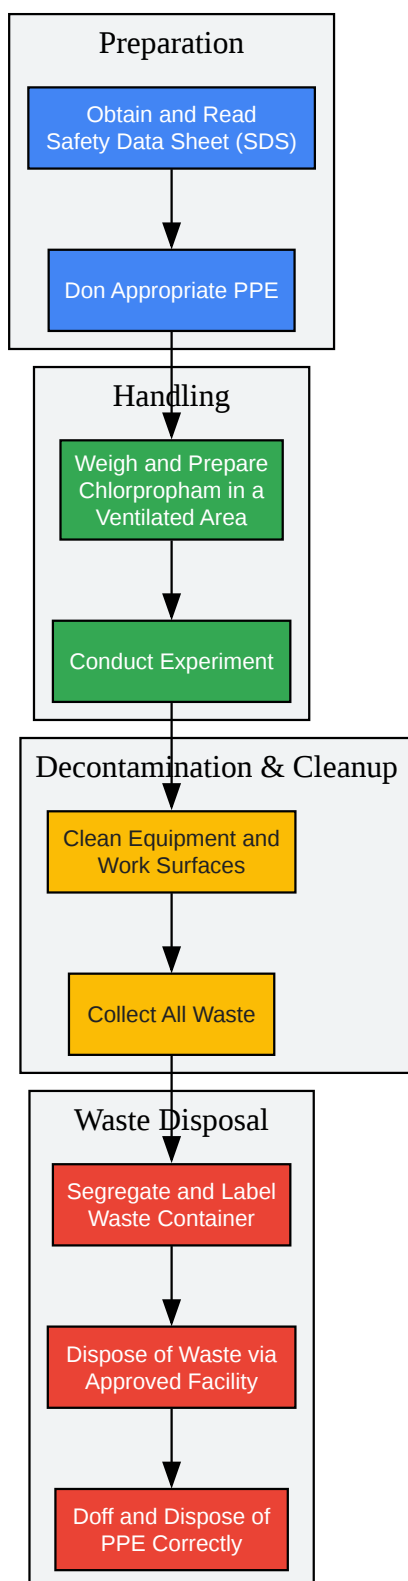 Preparation
Obtain and Read
Safety Data Sheet (SDS)
Don Appropriate PPE
Handling
Weigh and Prepare
Chlorpropham in a
Ventilated Area
Conduct Experiment
Decontamination & Cleanup
Clean Equipment and
Work Surfaces
Collect All Waste
Waste Disposal
Segregate and Label
Waste Container
Dispose of Waste via
Approved Facility
Doff and Dispose of
PPE Correctly